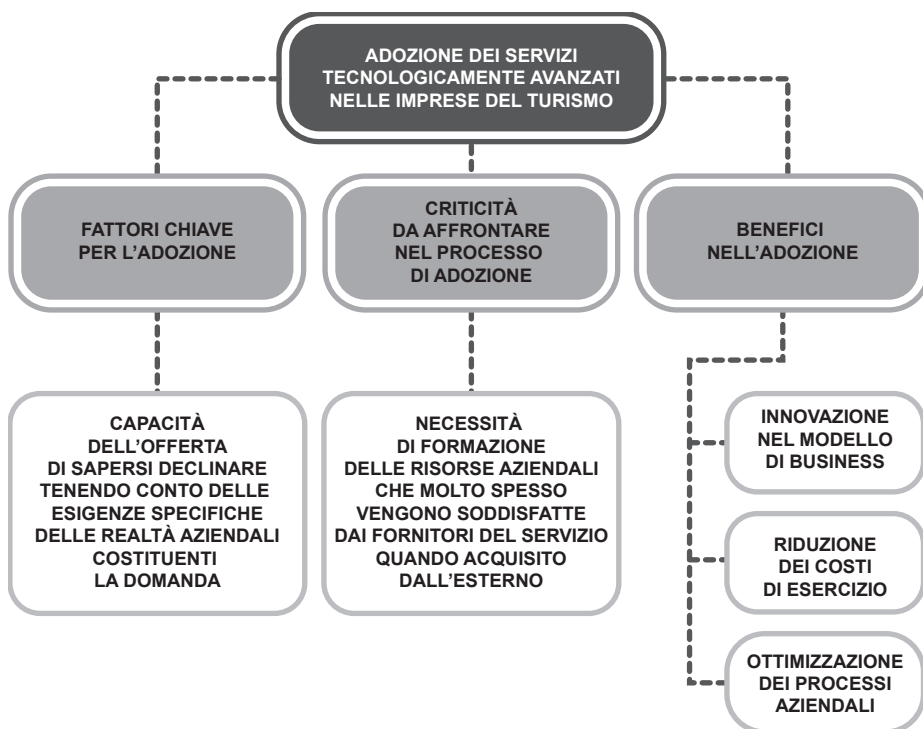 ADOZIONE DEI SERVIZI
TECNOLOGICAMENTE AVANZATI
NELLE IMPRESE DEL TURISMO
FATTORI CHIAVE
PER L’ADOZIONE
CRITICITÀ
DA AFFRONTARE
NEL PROCESSO
DI ADOZIONE
BENEFICI
NELL’ADOZIONE
CAPACITÀ
DELL’OFFERTA
DI SAPERSI DECLINARE
TENENDO CONTO DELLE
ESIGENZE SPECIFICHE
DELLE REALTÀ AZIENDALI
COSTITUENTI
LA DOMANDA
NECESSITÀ
DI FORMAZIONE
DELLE RISORSE AZIENDALI
CHE MOLTO SPESSO
VENGONO SODDISFATTE
DAI FORNITORI DEL SERVIZIO
QUANDO ACQUISITO
DALL’ESTERNO
INNOVAZIONE
NEL MODELLO
DI BUSINESS
RIDUZIONE
DEI COSTI
DI ESERCIZIO
OTTIMIZZAZIONE
DEI PROCESSI
AZIENDALI